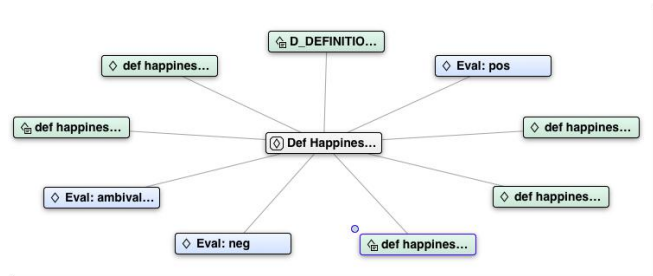 D_DEFINITIO...
def happines...
Eval: pos
def happines...
def happines...
Def Happines...
Eval: ambival...
def happines...
Eval: neg
def happines...